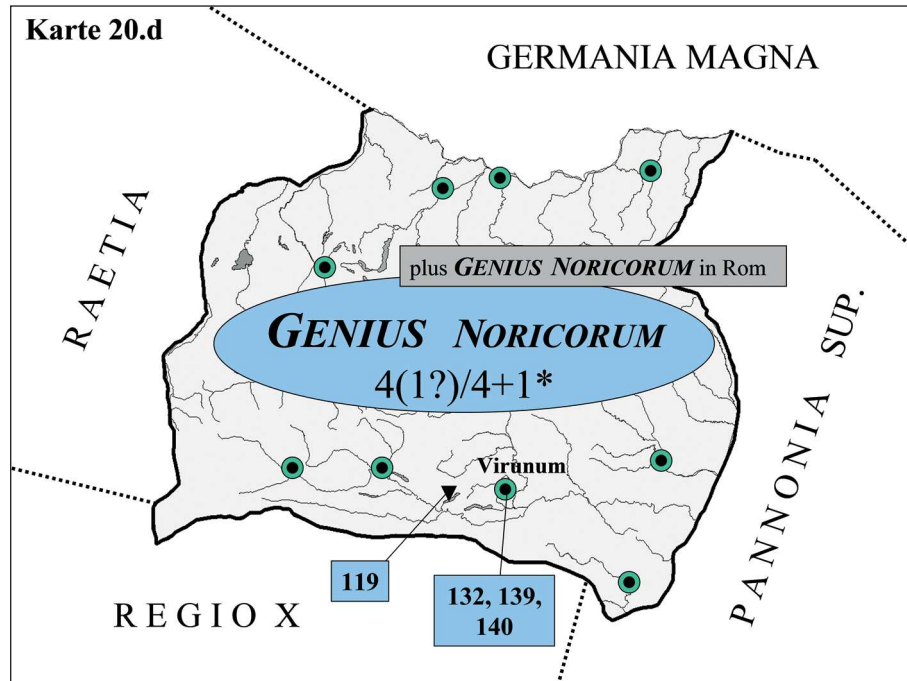 Karte 20.d
GERMANIA MAGNA
RAETIA
plus GENIUS NORICORUM in Rom
GENIUS NORICORUM
4(1?)/4+1*
PANNONIA SUP.
Virunum
119
132, 139,
140
REGIO X